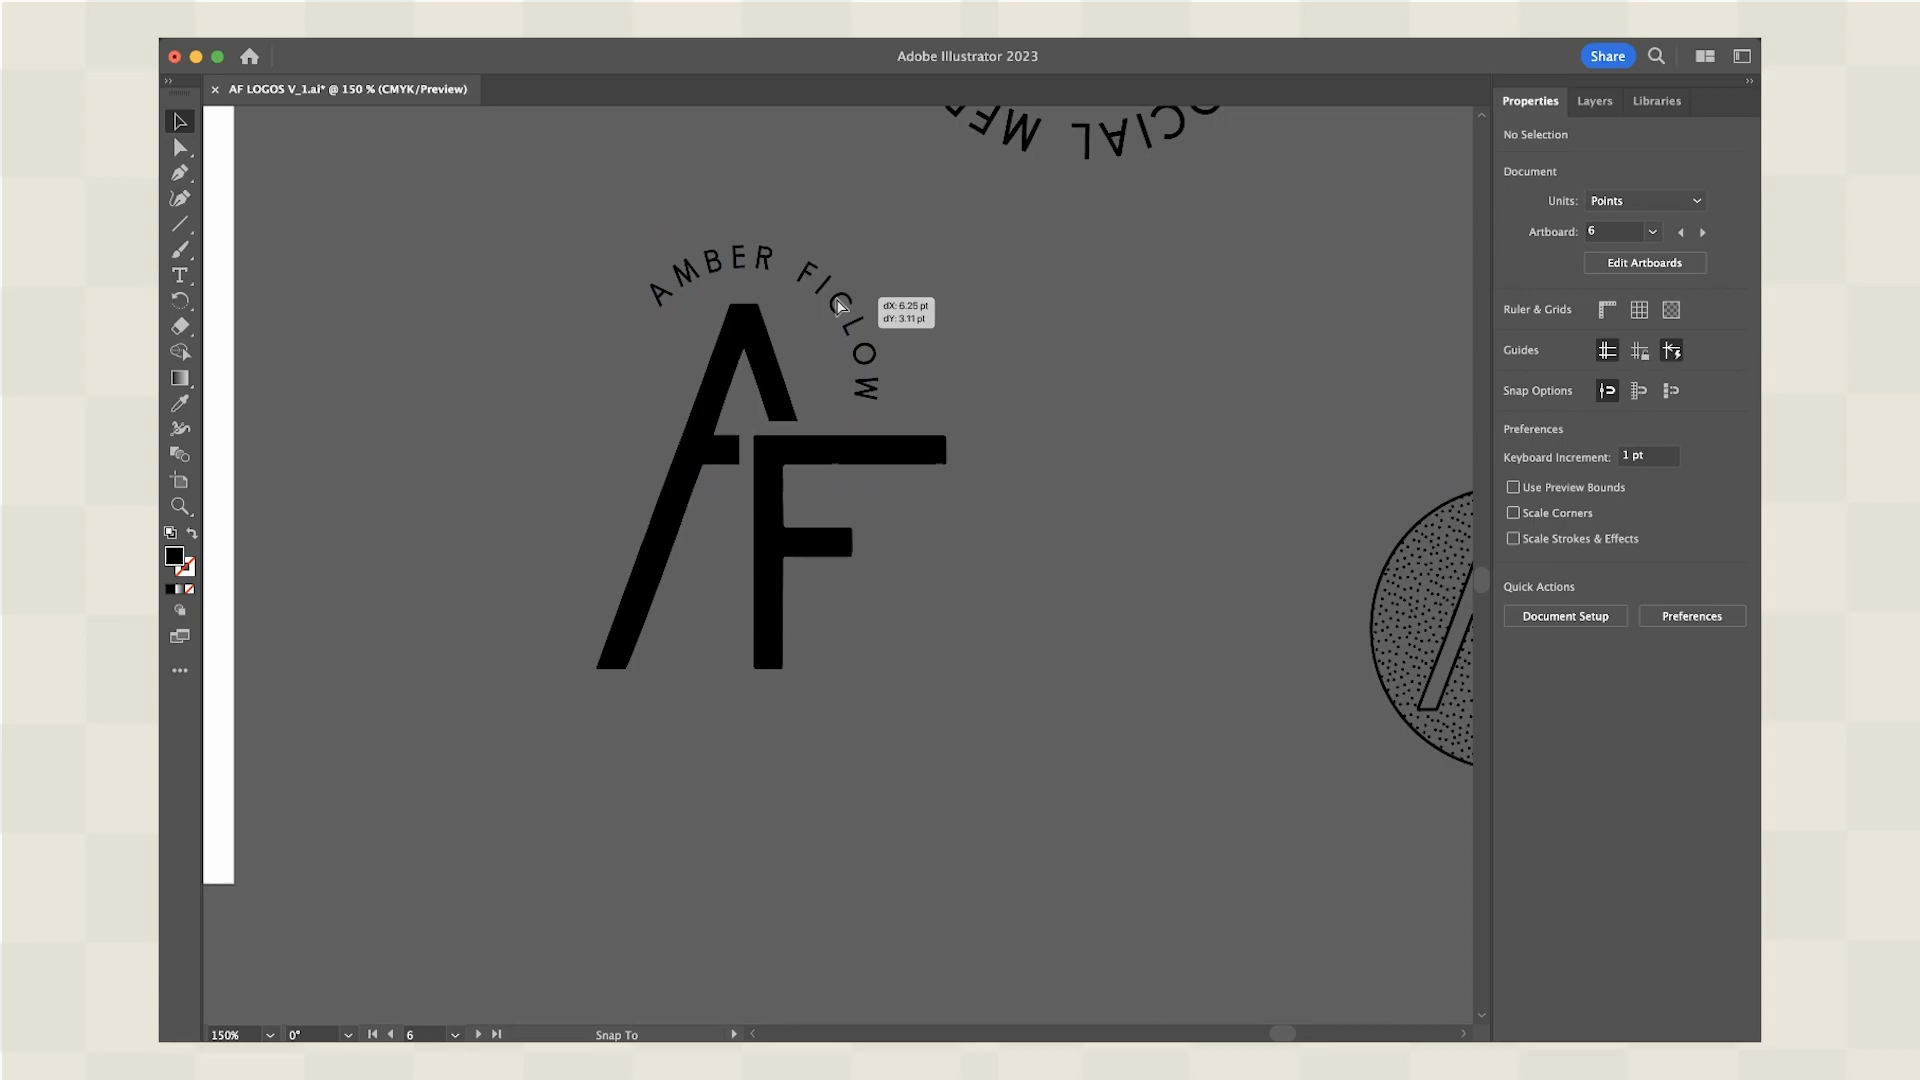 Adobe Illustrator 2023
Share
AF LOGOS V_1.ai* @ 150 % (CMYK/Preview)
Properties
Layers
Libraries
No Selection
Document
Units: Points
Artboard: 6
Edit Artboards
Ruler & Grids
Guides
Snap Options
Preferences
Keyboard Increment: 1 pt
Use Preview Bounds
Scale Corners
Scale Strokes & Effects
Quick Actions
Document Setup
Preferences
OCIAL ME
AMBER FIGLOW
dX: 6.25 pt
dY: 3.11 pt
AF
150%
0°
6
Snap To